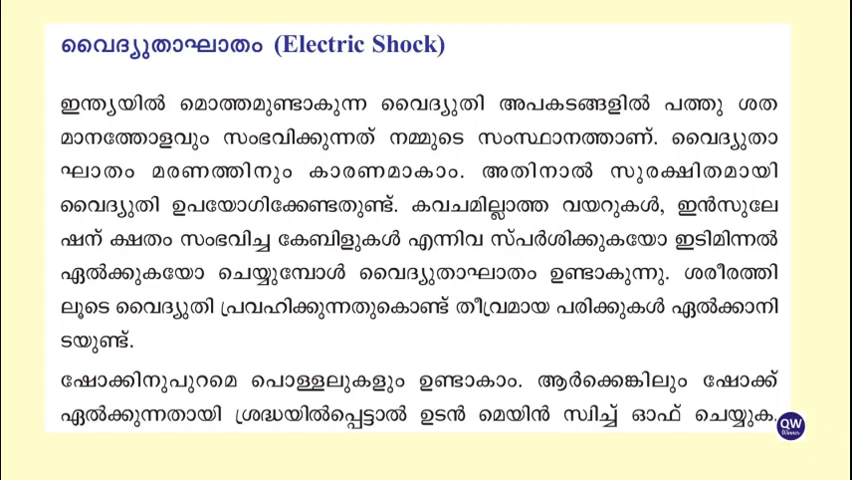 വൈദ്യുതാഘാതം (Electric Shock)
ഇന്ത്യയിൽ മൊത്തമുണ്ടാകുന്ന വൈദ്യുതി അപകടങ്ങളിൽ പത്തു ശത
മാനത്തോളവും സംഭവിക്കുന്നത് നമ്മുടെ സംസ്ഥാനത്താണ്. വൈദ്യുതാ
ഘാതം മരണത്തിനും കാരണമാകാം. അതിനാൽ സുരക്ഷിതമായി
വൈദ്യുതി ഉപയോഗിക്കേണ്ടതുണ്ട്. കവചമില്ലാത്ത വയറുകൾ, ഇൻസുലേ
ഷന് ക്ഷതം സംഭവിച്ച കേബിളുകൾ എന്നിവ സ്പർശിക്കുകയോ ഇടിമിന്നൽ
ഏൽക്കുകയോ ചെയ്യുമ്പോൾ വൈദ്യുതാഘാതം ഉണ്ടാകുന്നു. ശരീരത്തി
ലൂടെ വൈദ്യുതി പ്രവഹിക്കുന്നതുകൊണ്ട് തീവ്രമായ പരിക്കുകൾ ഏൽക്കാനി
ടയുണ്ട്.
ഷോക്കിനുപുറമെ പൊള്ളലുകളും ഉണ്ടാകാം. ആർക്കെങ്കിലും ഷോക്ക്
ഏൽക്കുന്നതായി ശ്രദ്ധയിൽപ്പെട്ടാൽ ഉടൻ മെയിൻ സ്വിച്ച് ഓഫ് ചെയ്യുക.
QW
Winner